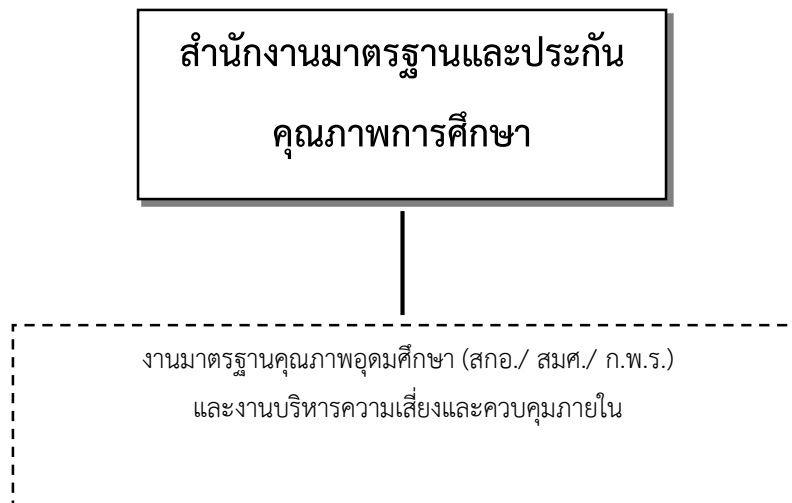 สำนักงานมาตรฐานและประกัน
คุณภาพการศึกษา
งานมาตรฐานคุณภาพอุดมศึกษา (สกอ./ สมศ./ ก.พ.ร.)
และงานบริหารความเสี่ยงและควบคุมภายใน